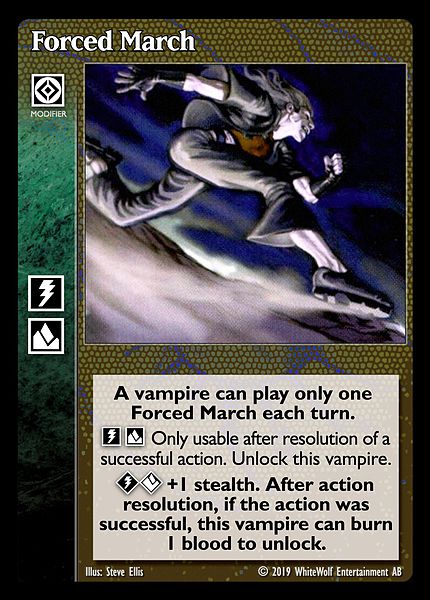 Forced March
MODIFIER
A vampire can play only one
Forced March each turn.
Only usable after resolution of a
successful action. Unlock this vampire.
+1 stealth. After action
resolution, if the action was
successful, this vampire can burn
1 blood to unlock.
Illus: Steve Ellis
© 2019 WhiteWolf Entertainment AB